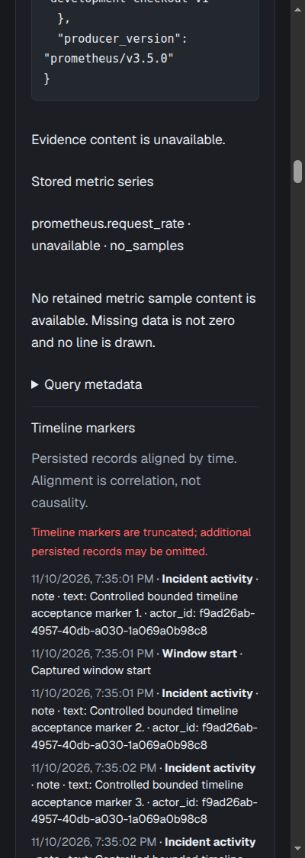 },
"producer_version":
"prometheus/v3.5.0"
}
Evidence content is unavailable.
Stored metric series
prometheus.request_rate ·
unavailable · no_samples
No retained metric sample content is
available. Missing data is not zero
and no line is drawn.
▶ Query metadata
Timeline markers
Persisted records aligned by time.
Alignment is correlation, not
causality.
Timeline markers are truncated; additional
persisted records may be omitted.
11/10/2026, 7:35:01 PM · Incident activity ·
note · text: Controlled bounded timeline
acceptance marker 1. · actor_id: f9ad26ab-
4957-40db-a030-1a069a0b98c8
11/10/2026, 7:35:01 PM · Window start ·
Captured window start
11/10/2026, 7:35:01 PM · Incident activity ·
note · text: Controlled bounded timeline
acceptance marker 2. · actor_id: f9ad26ab-
4957-40db-a030-1a069a0b98c8
11/10/2026, 7:35:02 PM · Incident activity
· note · text: Controlled bounded timeline
acceptance marker 3. · actor_id: f9ad26ab-
4957-40db-a030-1a069a0b98c8
11/10/2026, 7:35:02 PM · Incident activity